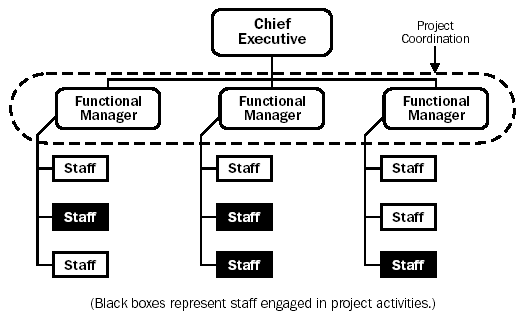 Chief
Executive
Project
Coordination
Functional
Manager
Functional
Manager
Functional
Manager
Staff
Staff
Staff
Staff
Staff
Staff
Staff
Staff
Staff
(Black boxes represent staff engaged in project activities.)